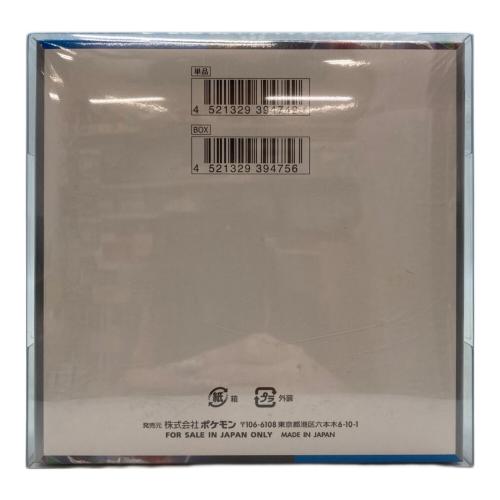 単品
4 521329 394749
BOX
4 521329 394756
紙 箱 プラ 外装
発売元 株式会社ポケモン 〒106-6108 東京都港区六本木6-10-1
FOR SALE IN JAPAN ONLY MADE IN JAPAN